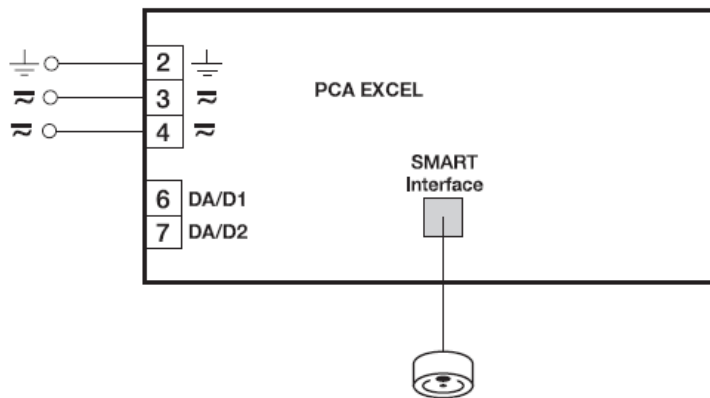 2
3
4
PCA EXCEL
SMART
Interface
6 DA/D1
7 DA/D2